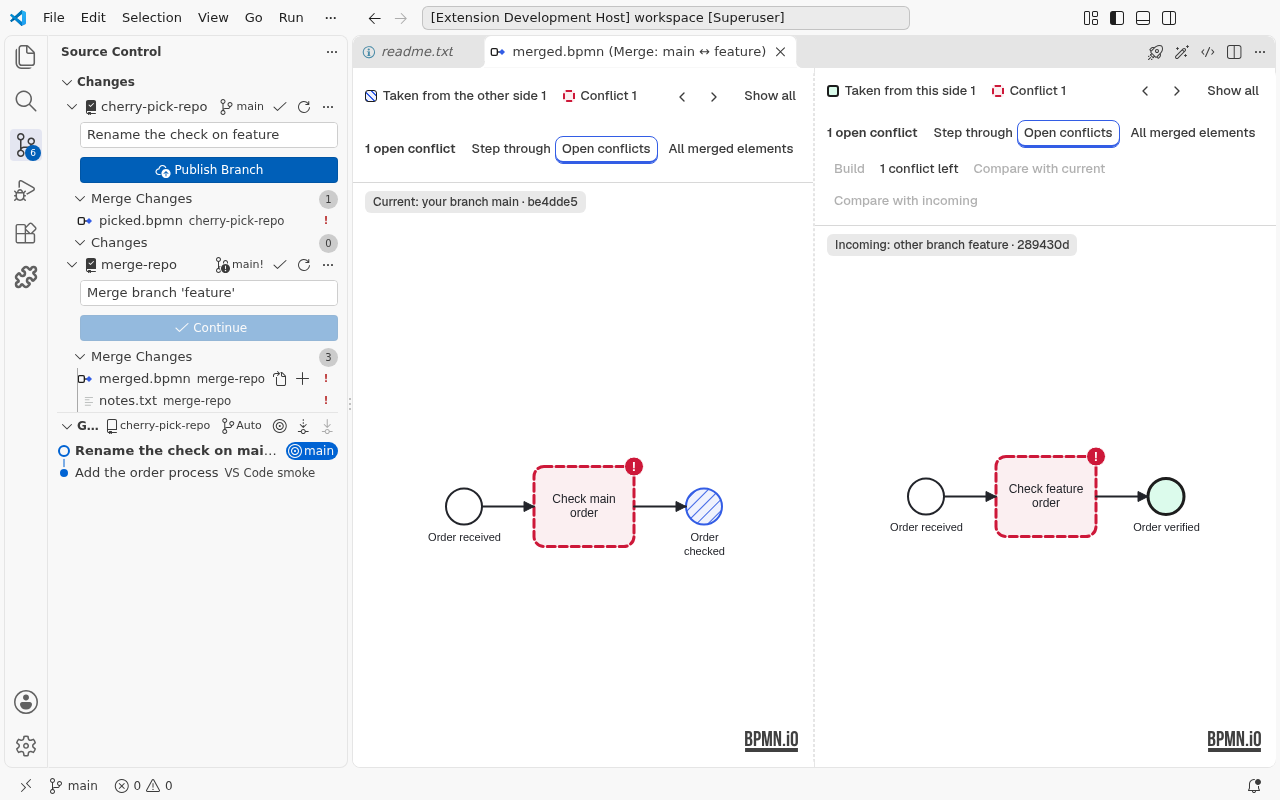 File Edit Selection View Go Run ···
[Extension Development Host] workspace [Superuser]
Source Control
Changes
cherry-pick-repo main
Rename the check on feature
Publish Branch
Merge Changes 1
picked.bpmn cherry-pick-repo !
Changes 0
merge-repo main!
Merge branch 'feature'
Continue
Merge Changes 3
merged.bpmn merge-repo !
notes.txt merge-repo !
G... cherry-pick-repo Auto
Rename the check on mai... main
Add the order process VS Code smoke
6
readme.txt
merged.bpmn (Merge: main ↔ feature)
Taken from the other side 1 Conflict 1 Show all
1 open conflict Step through Open conflicts All merged elements
Current: your branch main · be4dde5
Order received
Check main
order
!
Order
checked
BPMN.iO
Taken from this side 1 Conflict 1 Show all
1 open conflict Step through Open conflicts All merged elements
Build 1 conflict left Compare with current
Compare with incoming
Incoming: other branch feature · 289430d
Order received
Check feature
order
!
Order verified
BPMN.iO
main 0 0